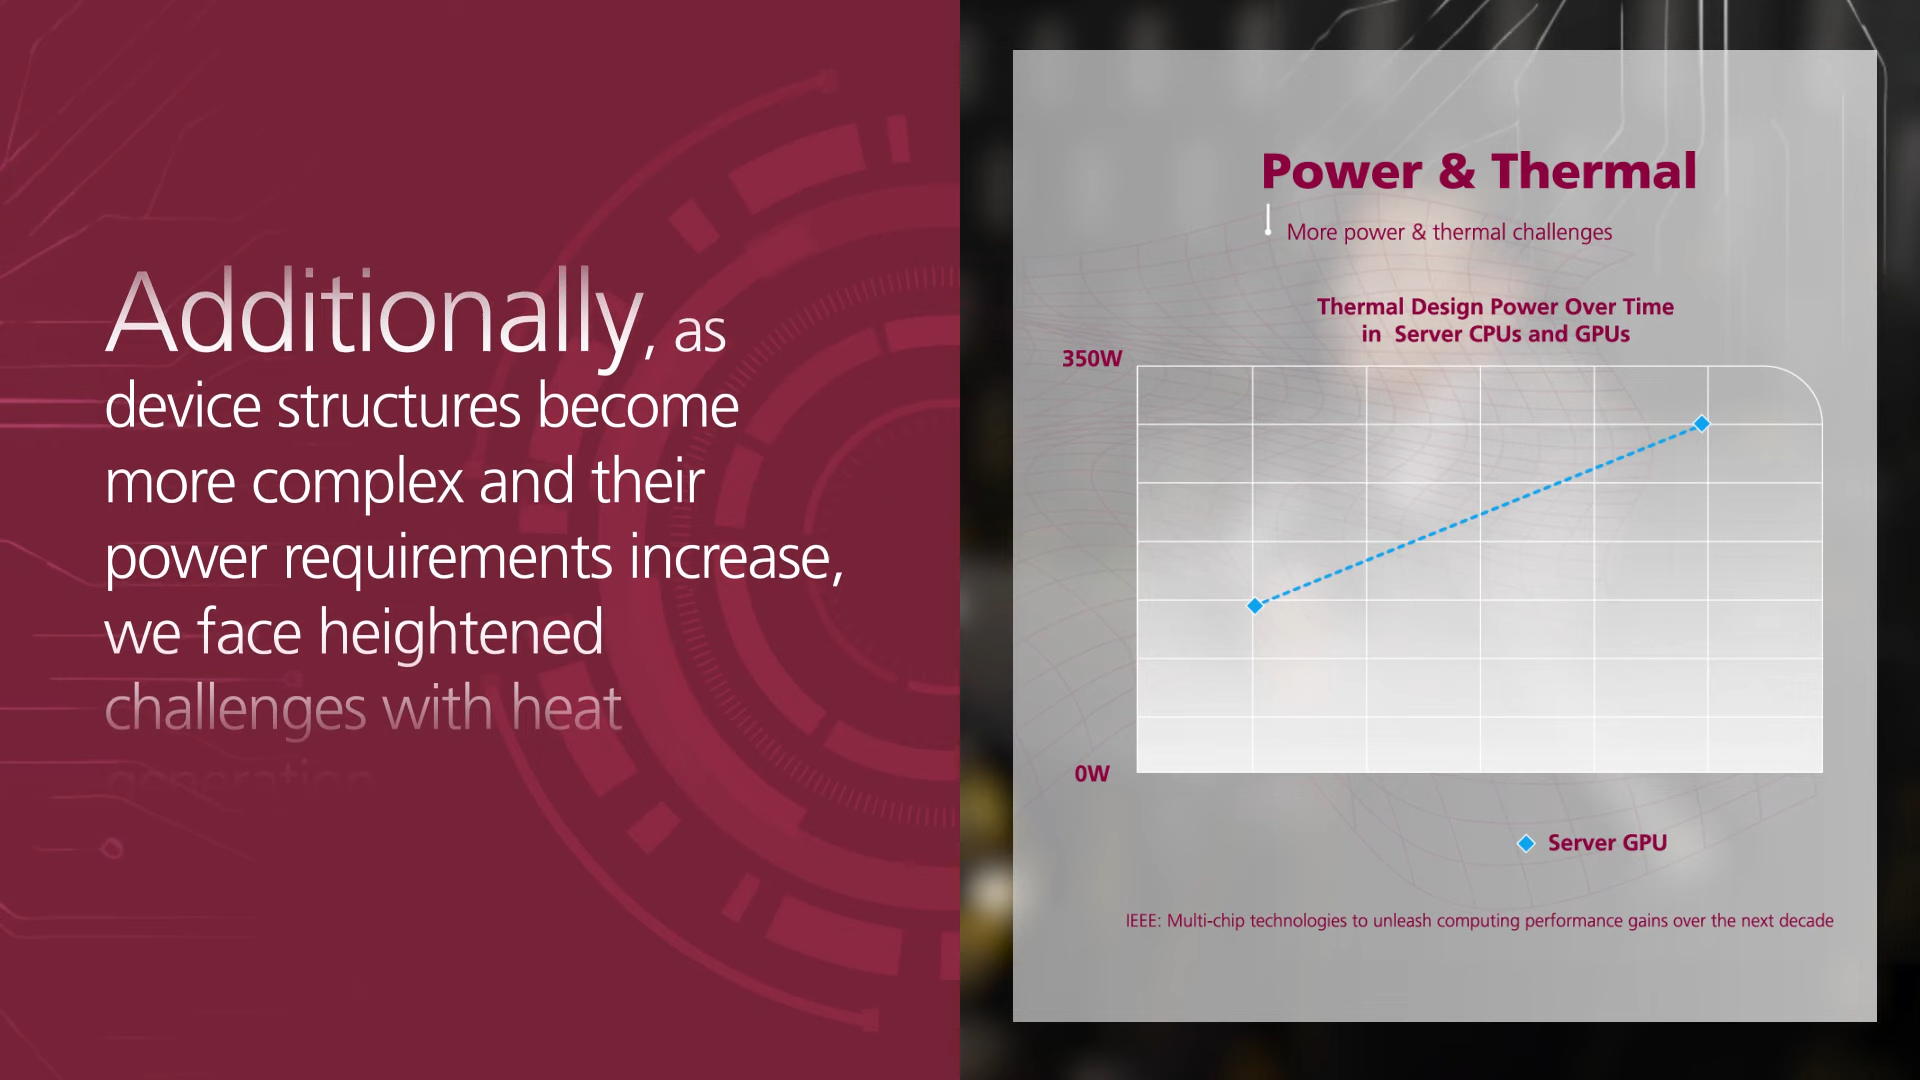 Additionally, as
device structures become
more complex and their
power requirements increase,
we face heightened
challenges with heat
generation
Power & Thermal
More power & thermal challenges
Thermal Design Power Over Time
in Server CPUs and GPUs
350W
0W
Server GPU
IEEE: Multi-chip technologies to unleash computing performance gains over the next decade